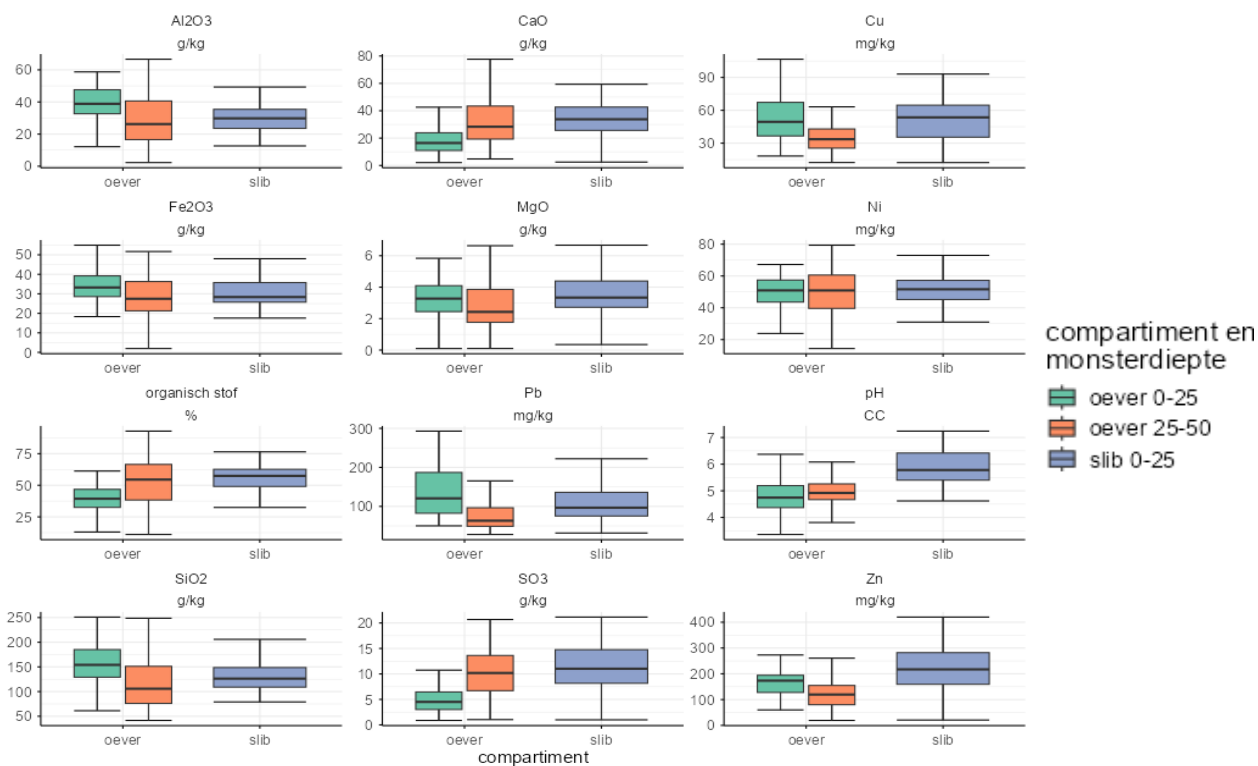 Al2O3 CaO Cu
g/kg g/kg mg/kg
60 80 90
40 60 60
20 40 30
0 20
0
oever slib oever slib oever slib
Fe2O3 MgO Ni
g/kg g/kg mg/kg
50 6 80
40 4 60
30 2 40
20 0 20
10
0
oever slib oever slib oever slib
compartiment en
monsterdiepte
oever 0-25
oever 25-50
slib 0-25
organisch stof Pb pH
% mg/kg CC
75 300 7
50 200 6
25 100 5
4
oever slib oever slib oever slib
SiO2 SO3 Zn
g/kg g/kg mg/kg
250 20 400
200 15 300
150 10 200
100 5 100
50 0 0
oever slib oever slib oever slib
compartiment